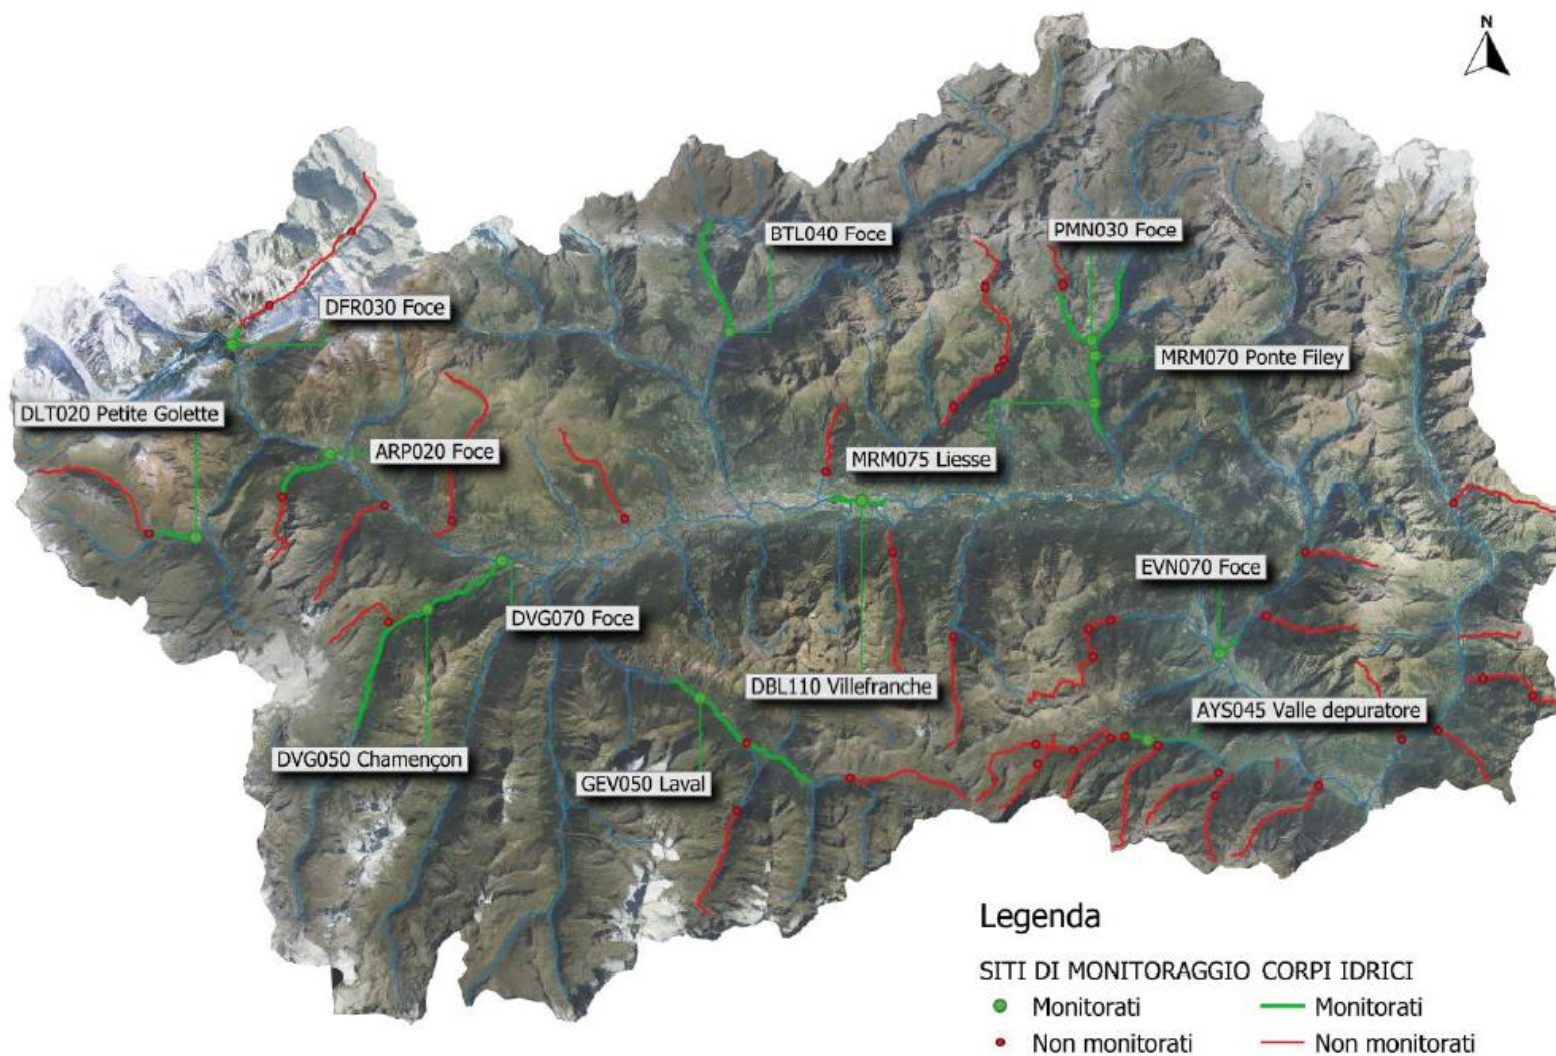 N
BTL040 Foce
PMN030 Foce
DFR030 Foce
MRM070 Ponte Filey
DLT020 Petite Golette
ARP020 Foce
MRM075 Liesse
EVN070 Foce
DVG070 Foce
DBL110 Villefranche
AYS045 Valle depuratore
DVG050 Chamençon
GEV050 Laval
Legenda
SITI DI MONITORAGGIO CORPI IDRICI
Monitorati Monitorati
Non monitorati Non monitorati